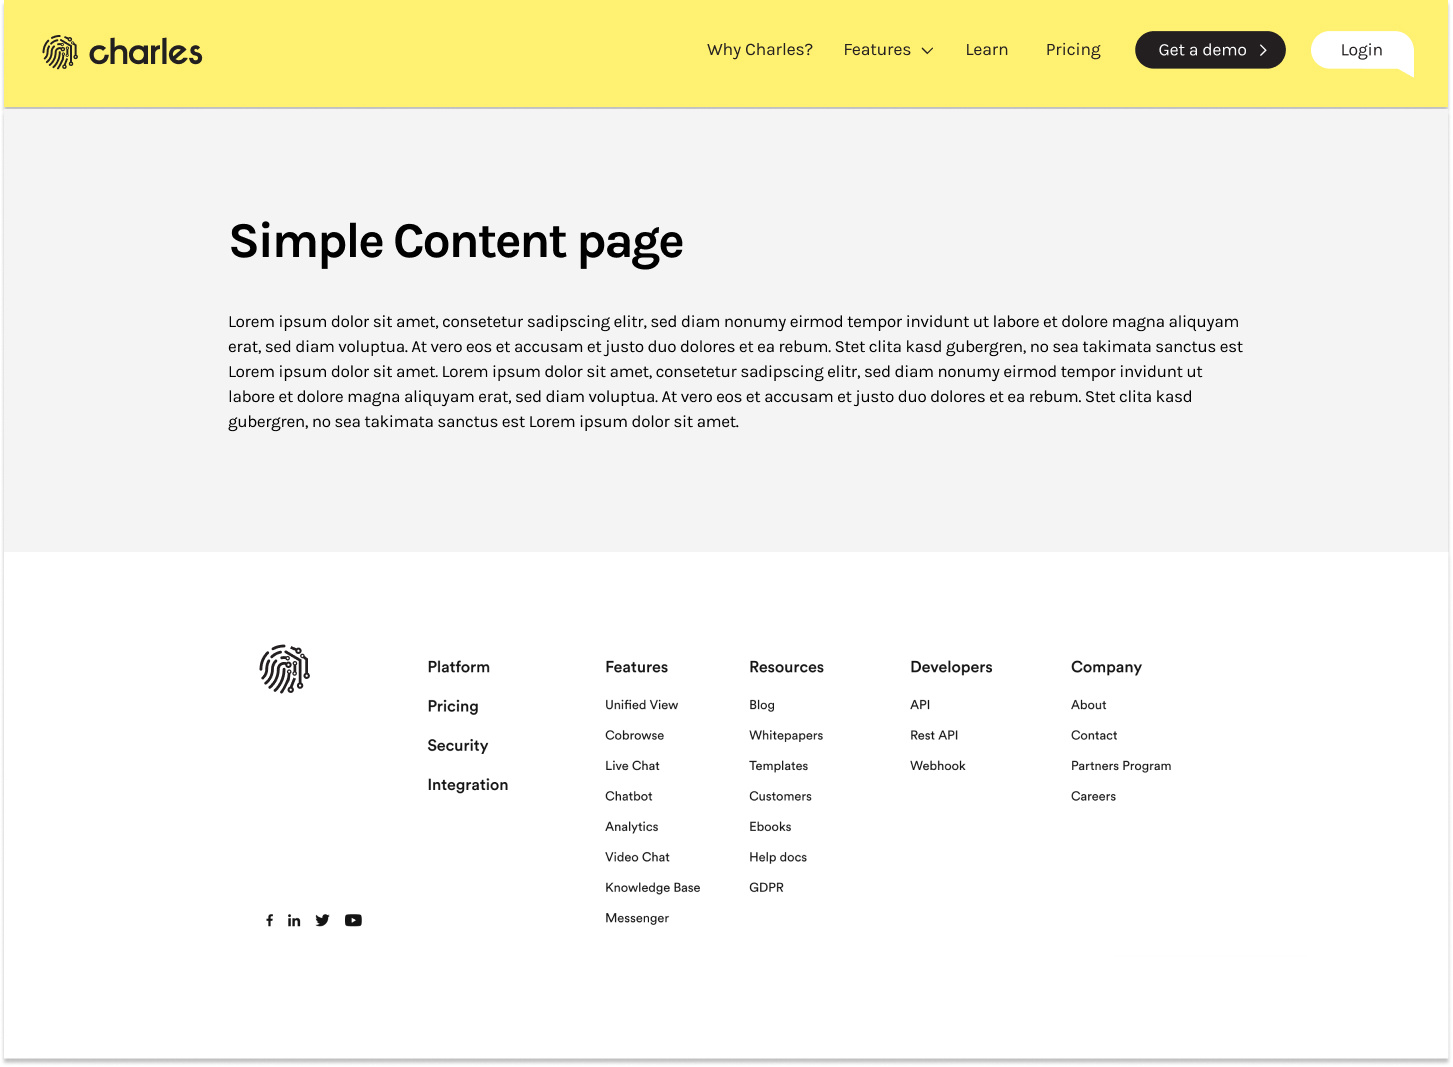 charles
Why Charles?
Features
Learn
Pricing
Get a demo
Login
Simple Content page
Lorem ipsum dolor sit amet, consetetur sadipscing elitr, sed diam nonumy eirmod tempor invidunt ut labore et dolore magna aliquyam
erat, sed diam voluptua. At vero eos et accusam et justo duo dolores et ea rebum. Stet clita kasd gubergren, no sea takimata sanctus est
Lorem ipsum dolor sit amet. Lorem ipsum dolor sit amet, consetetur sadipscing elitr, sed diam nonumy eirmod tempor invidunt ut
labore et dolore magna aliquyam erat, sed diam voluptua. At vero eos et accusam et justo duo dolores et ea rebum. Stet clita kasd
gubergren, no sea takimata sanctus est Lorem ipsum dolor sit amet.
Platform
Pricing
Security
Integration
Features
Unified View
Cobrowse
Live Chat
Chatbot
Analytics
Video Chat
Knowledge Base
Messenger
Resources
Blog
Whitepapers
Templates
Customers
Ebooks
Help docs
GDPR
Developers
API
Rest API
Webhook
Company
About
Contact
Partners Program
Careers